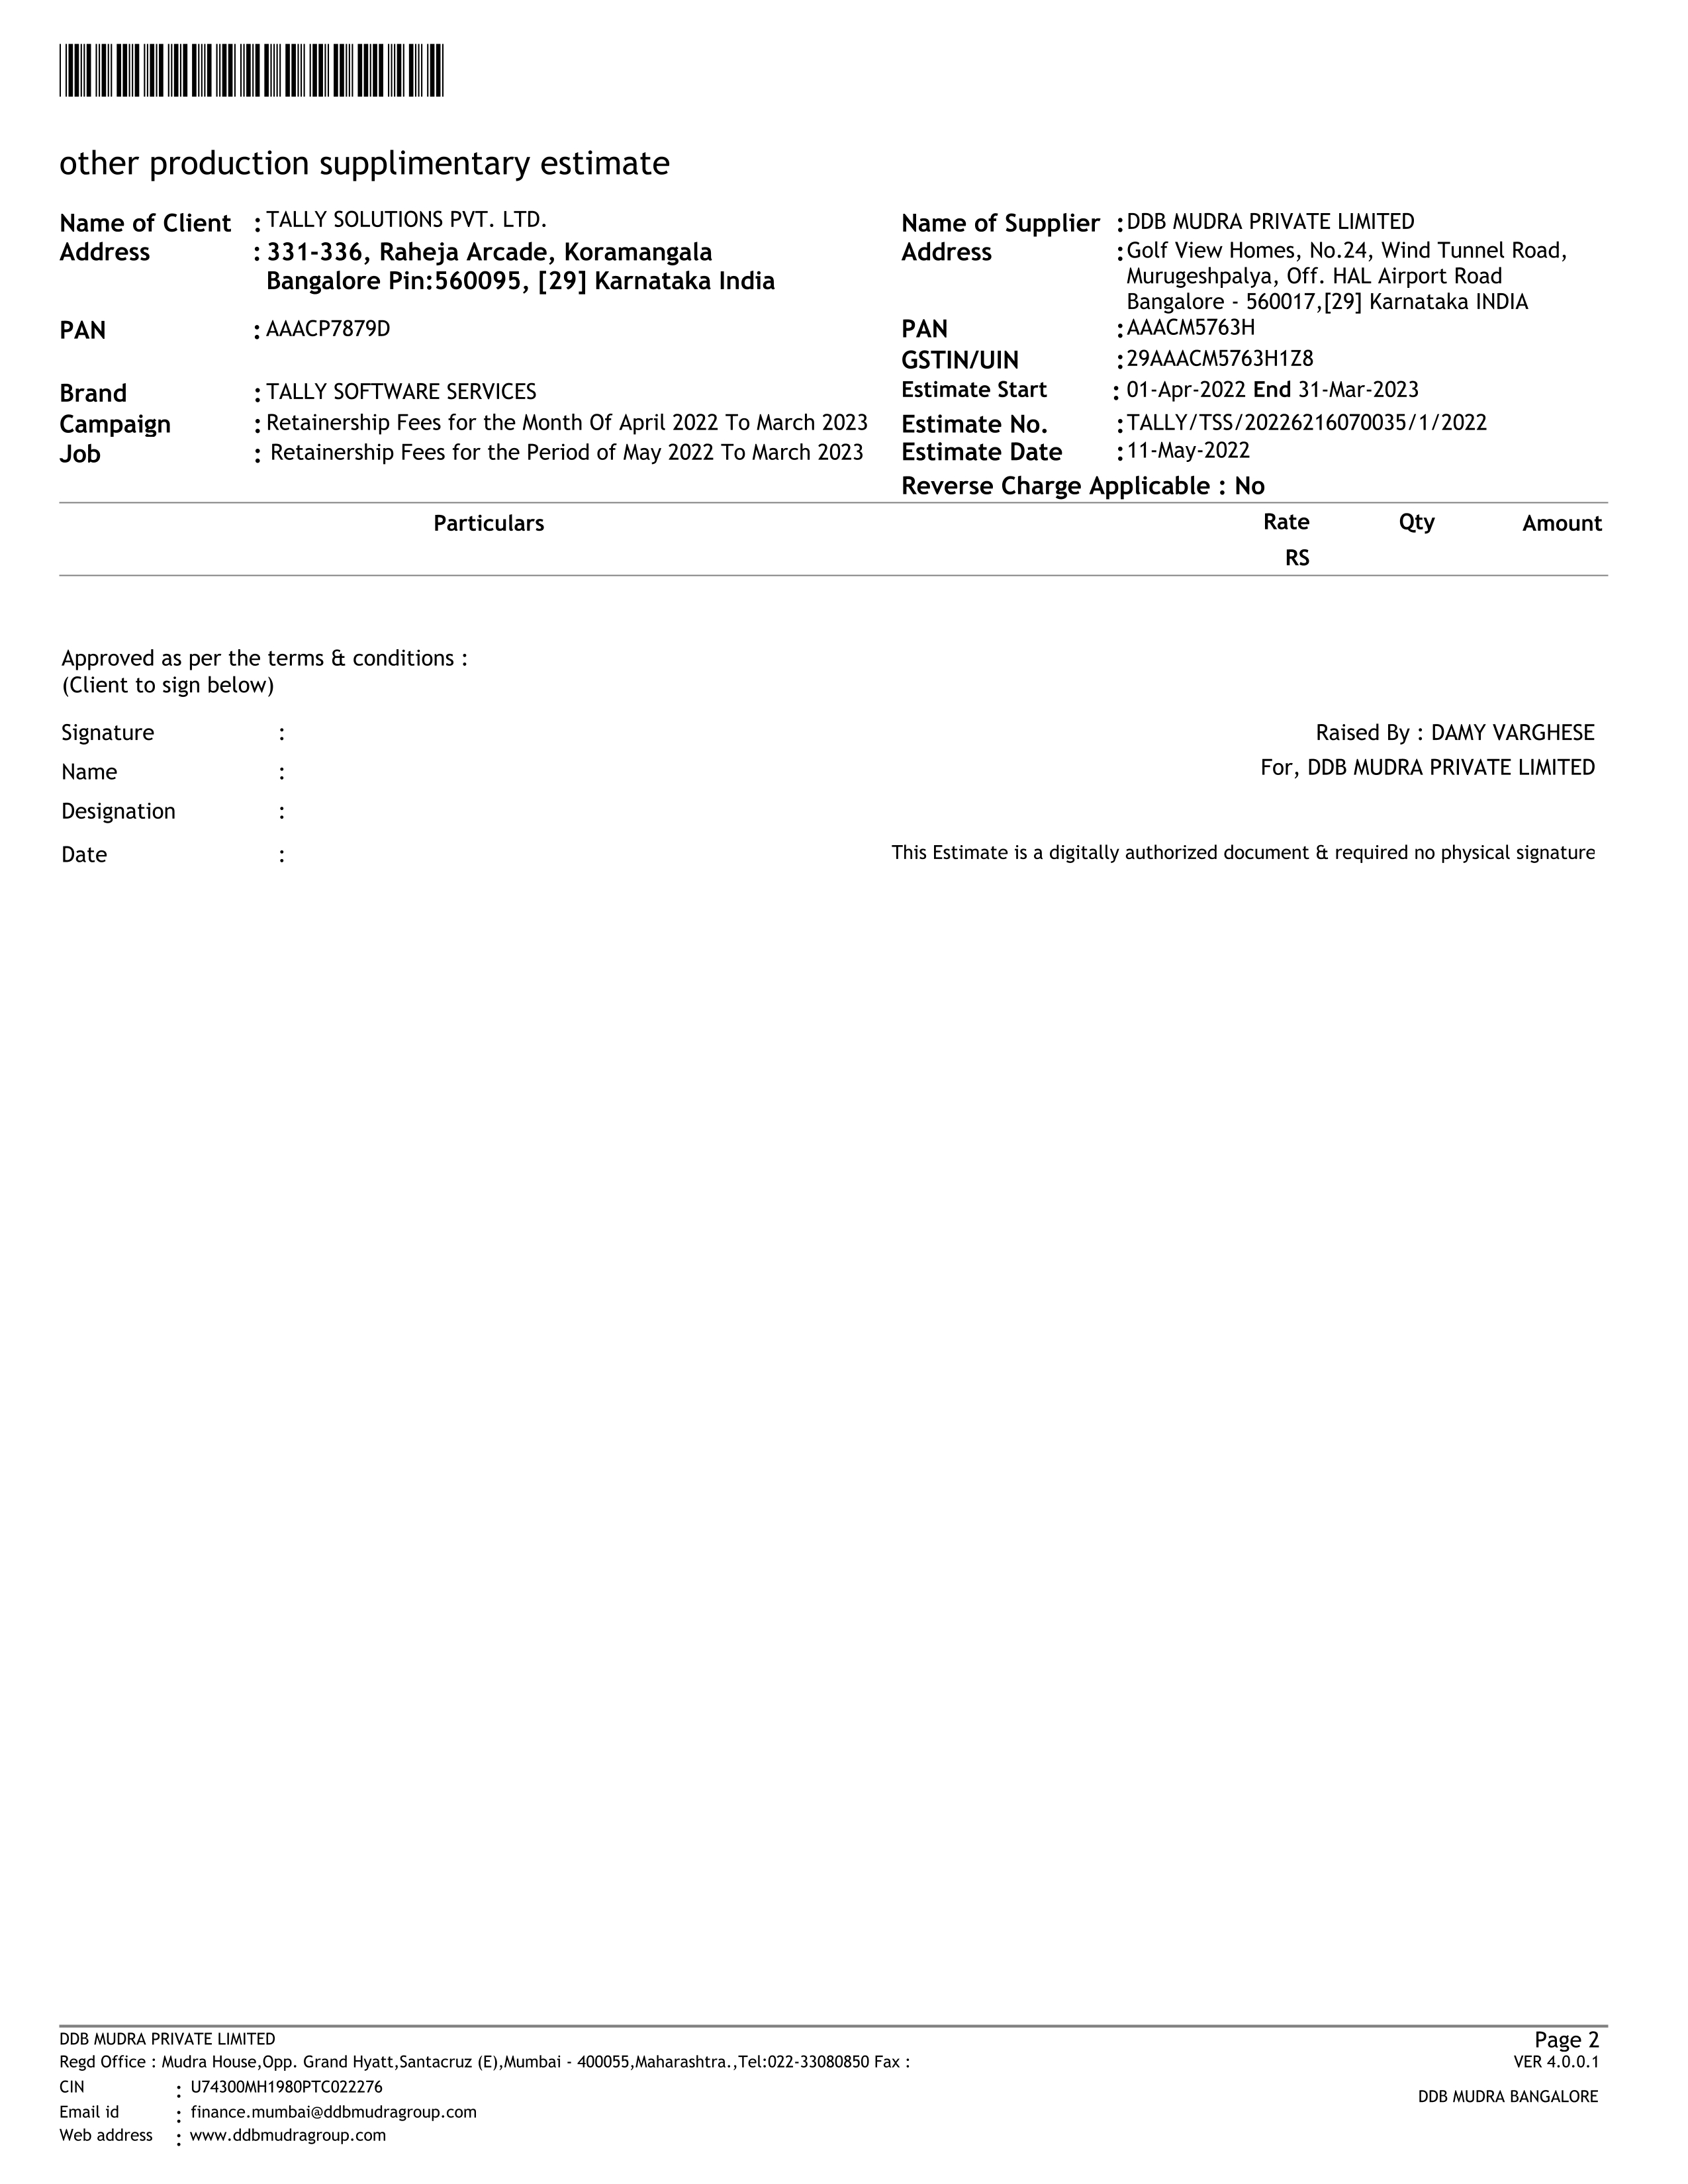 other production supplimentary estimate
Name of Client : TALLY SOLUTIONS PVT. LTD.
Address : 331-336, Raheja Arcade, Koramangala
Bangalore Pin:560095, [29] Karnataka India
PAN : AAACP7879D
Brand : TALLY SOFTWARE SERVICES
Campaign : Retainership Fees for the Month Of April 2022 To March 2023
Job : Retainership Fees for the Period of May 2022 To March 2023
Name of Supplier : DDB MUDRA PRIVATE LIMITED
Address : Golf View Homes, No.24, Wind Tunnel Road,
Murugeshpalya, Off. HAL Airport Road
Bangalore - 560017,[29] Karnataka INDIA
PAN : AAACM5763H
GSTIN/UIN : 29AAACM5763H1Z8
Estimate Start : 01-Apr-2022 End 31-Mar-2023
Estimate No. : TALLY/TSS/20226216070035/1/2022
Estimate Date : 11-May-2022
Reverse Charge Applicable : No
Particulars Rate Qty Amount
RS
Approved as per the terms & conditions :
(Client to sign below)
Signature :
Name :
Designation :
Date :
Raised By : DAMY VARGHESE
For, DDB MUDRA PRIVATE LIMITED
This Estimate is a digitally authorized document & required no physical signature
DDB MUDRA PRIVATE LIMITED
Regd Office : Mudra House,Opp. Grand Hyatt,Santacruz (E),Mumbai - 400055,Maharashtra.,Tel:022-33080850 Fax :
CIN : U74300MH1980PTC022276
Email id : finance.mumbai@ddbmudragroup.com
Web address : www.ddbmudragroup.com
Page 2
VER 4.0.0.1
DDB MUDRA BANGALORE